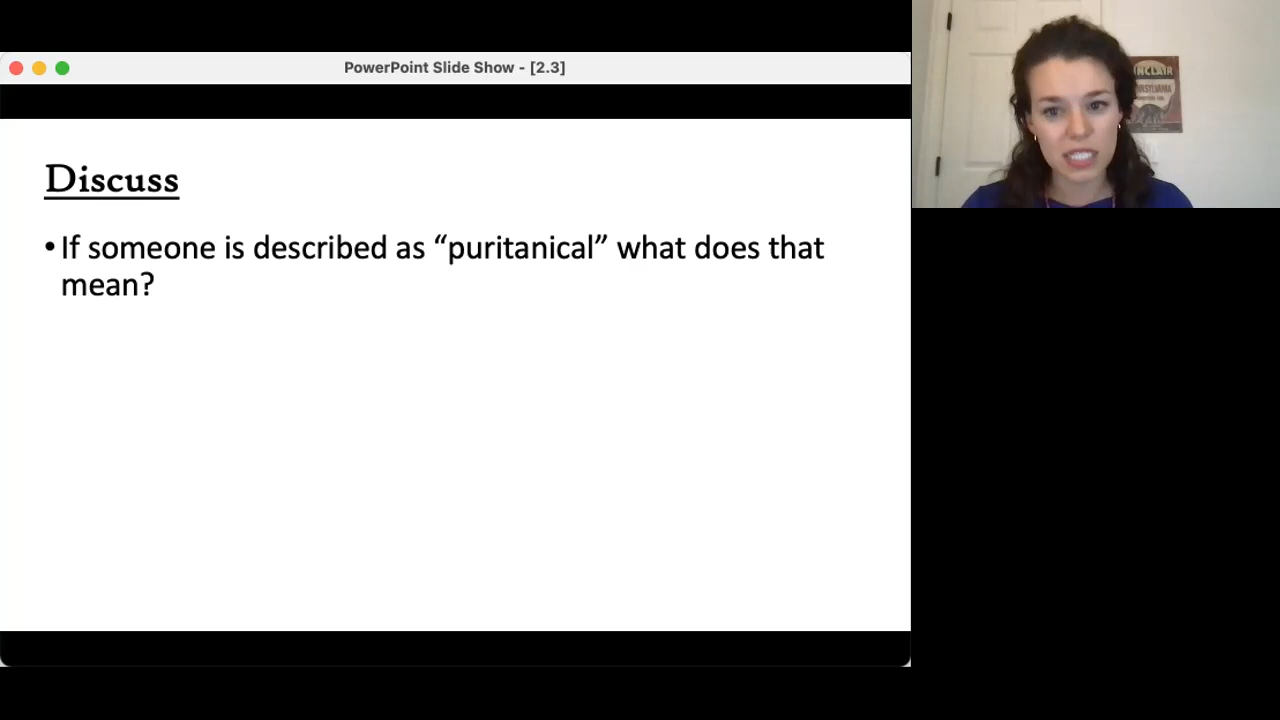 PowerPoint Slide Show - [2.3]
Discuss
• If someone is described as “puritanical” what does that
mean?